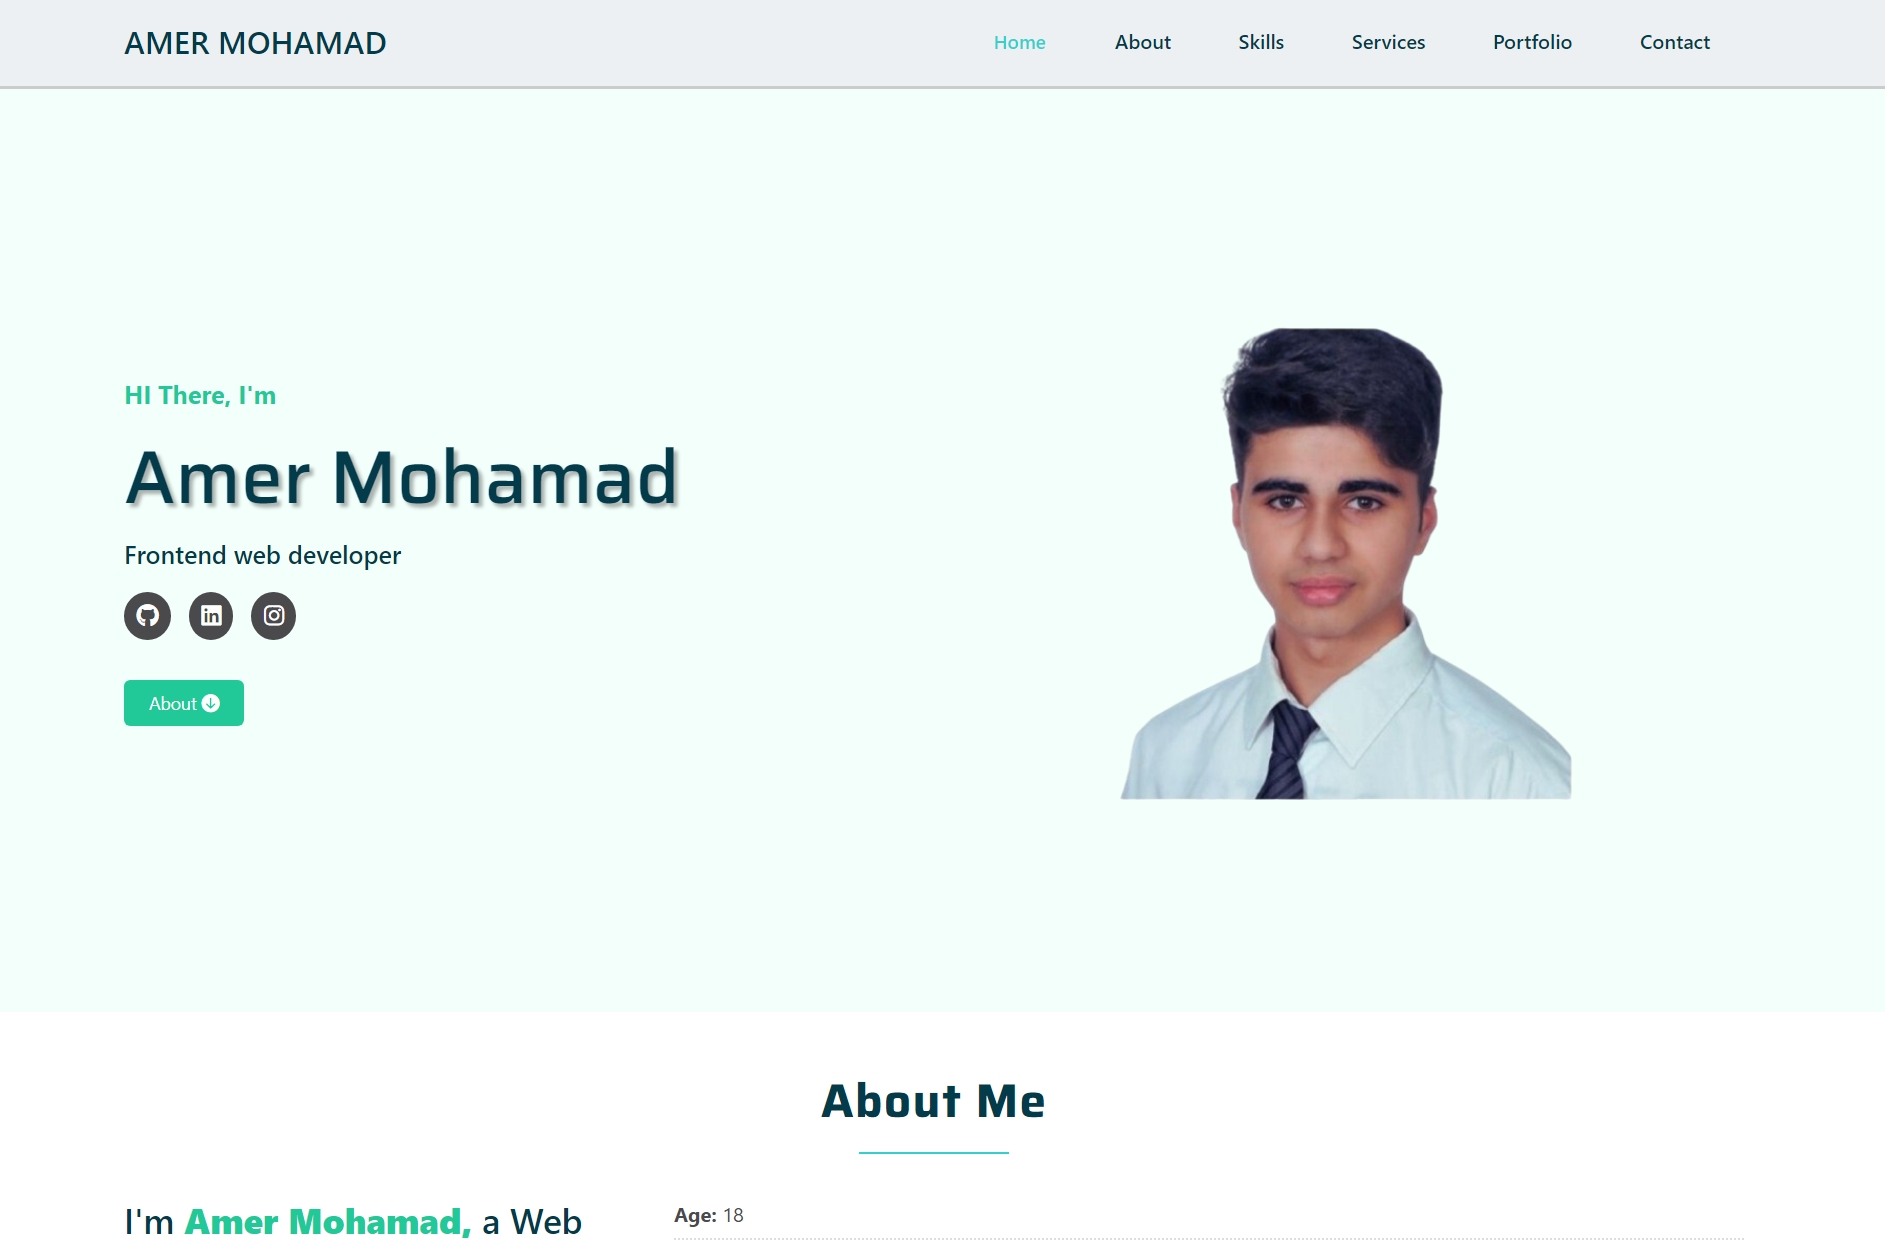 AMER MOHAMAD
Home About Skills Services Portfolio Contact
HI There, I'm
Amer Mohamad
Frontend web developer
in
About
About Me
I'm Amer Mohamad, a Web
Age: 18